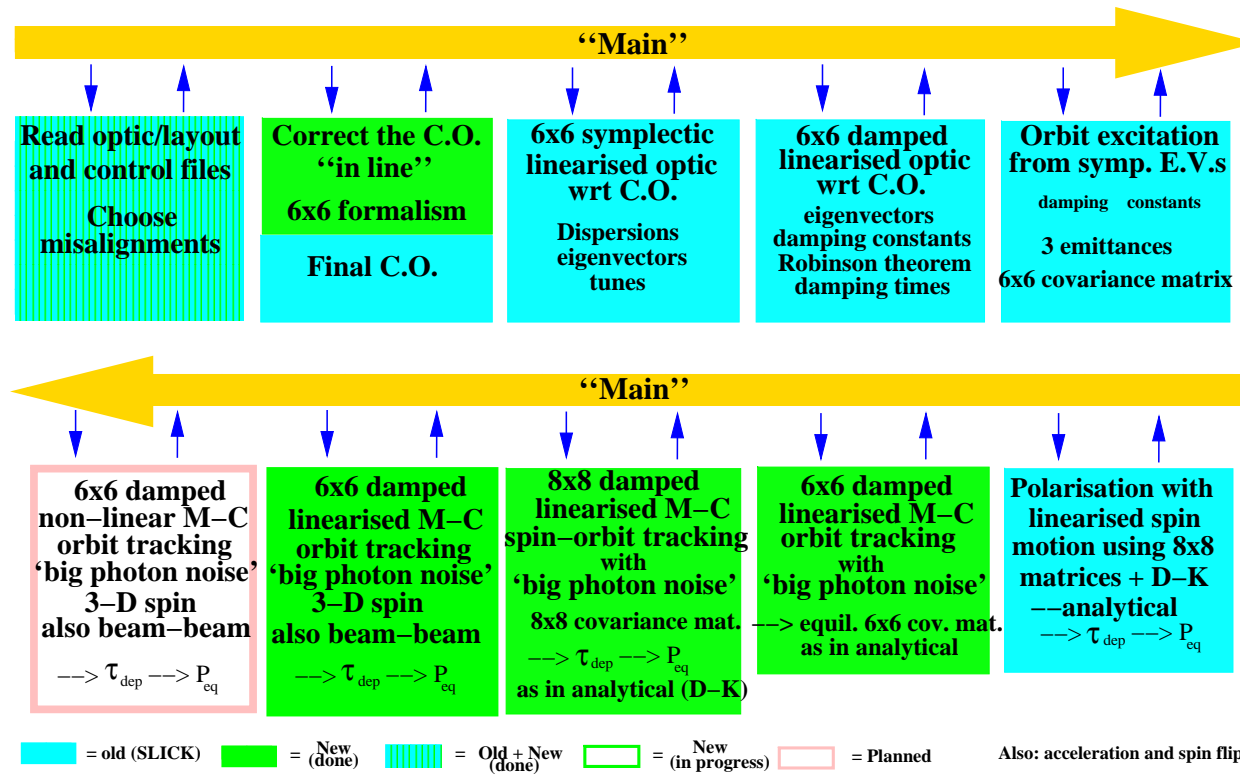 ‘‘Main’’
Read optic/layout
and control files
Choose
misalignments
Correct the C.O.
‘‘in line’’
6x6 formalism
Final C.O.
6x6 symplectic
linearised optic
wrt C.O.
Dispersions
eigenvectors
tunes
6x6 damped
linearised optic
wrt C.O.
eigenvectors
damping constants
Robinson theorem
damping times
Orbit excitation
from symp. E.V.s
damping constants
3 emittances
6x6 covariance matrix
‘‘Main’’
6x6 damped
non−linear M−C
orbit tracking
‘big photon noise’
3−D spin
also beam−beam
−−> τdep −−> Peq
6x6 damped
linearised M−C
orbit tracking
‘big photon noise’
3−D spin
also beam−beam
−−> τdep −−> Peq
8x8 damped
linearised M−C
spin−orbit tracking
with
‘big photon noise’
8x8 covariance mat.
−−> τdep −−> Peq
as in analytical (D−K)
6x6 damped
linearised M−C
orbit tracking
with
‘big photon noise’
−−> equil. 6x6 cov. mat.
as in analytical
Polarisation with
linearised spin
motion using 8x8
matrices + D−K
−−analytical
−−> τdep −−> Peq
= old (SLICK)
= New (done)
= Old + New (done)
= New (in progress)
= Planned
Also: acceleration and spin flip